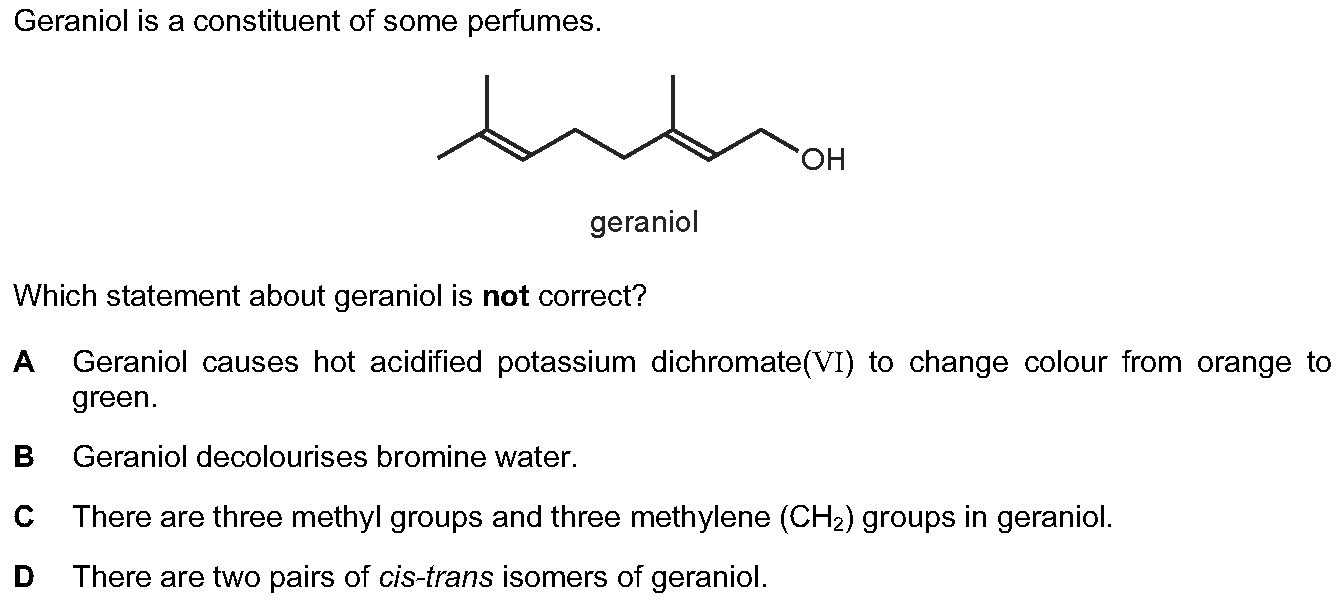 Geraniol is a constituent of some perfumes.
OH
geraniol
Which statement about geraniol is not correct?
A Geraniol causes hot acidified potassium dichromate(VI) to change colour from orange to
green.
B Geraniol decolourises bromine water.
C There are three methyl groups and three methylene (CH₂) groups in geraniol.
D There are two pairs of cis-trans isomers of geraniol.